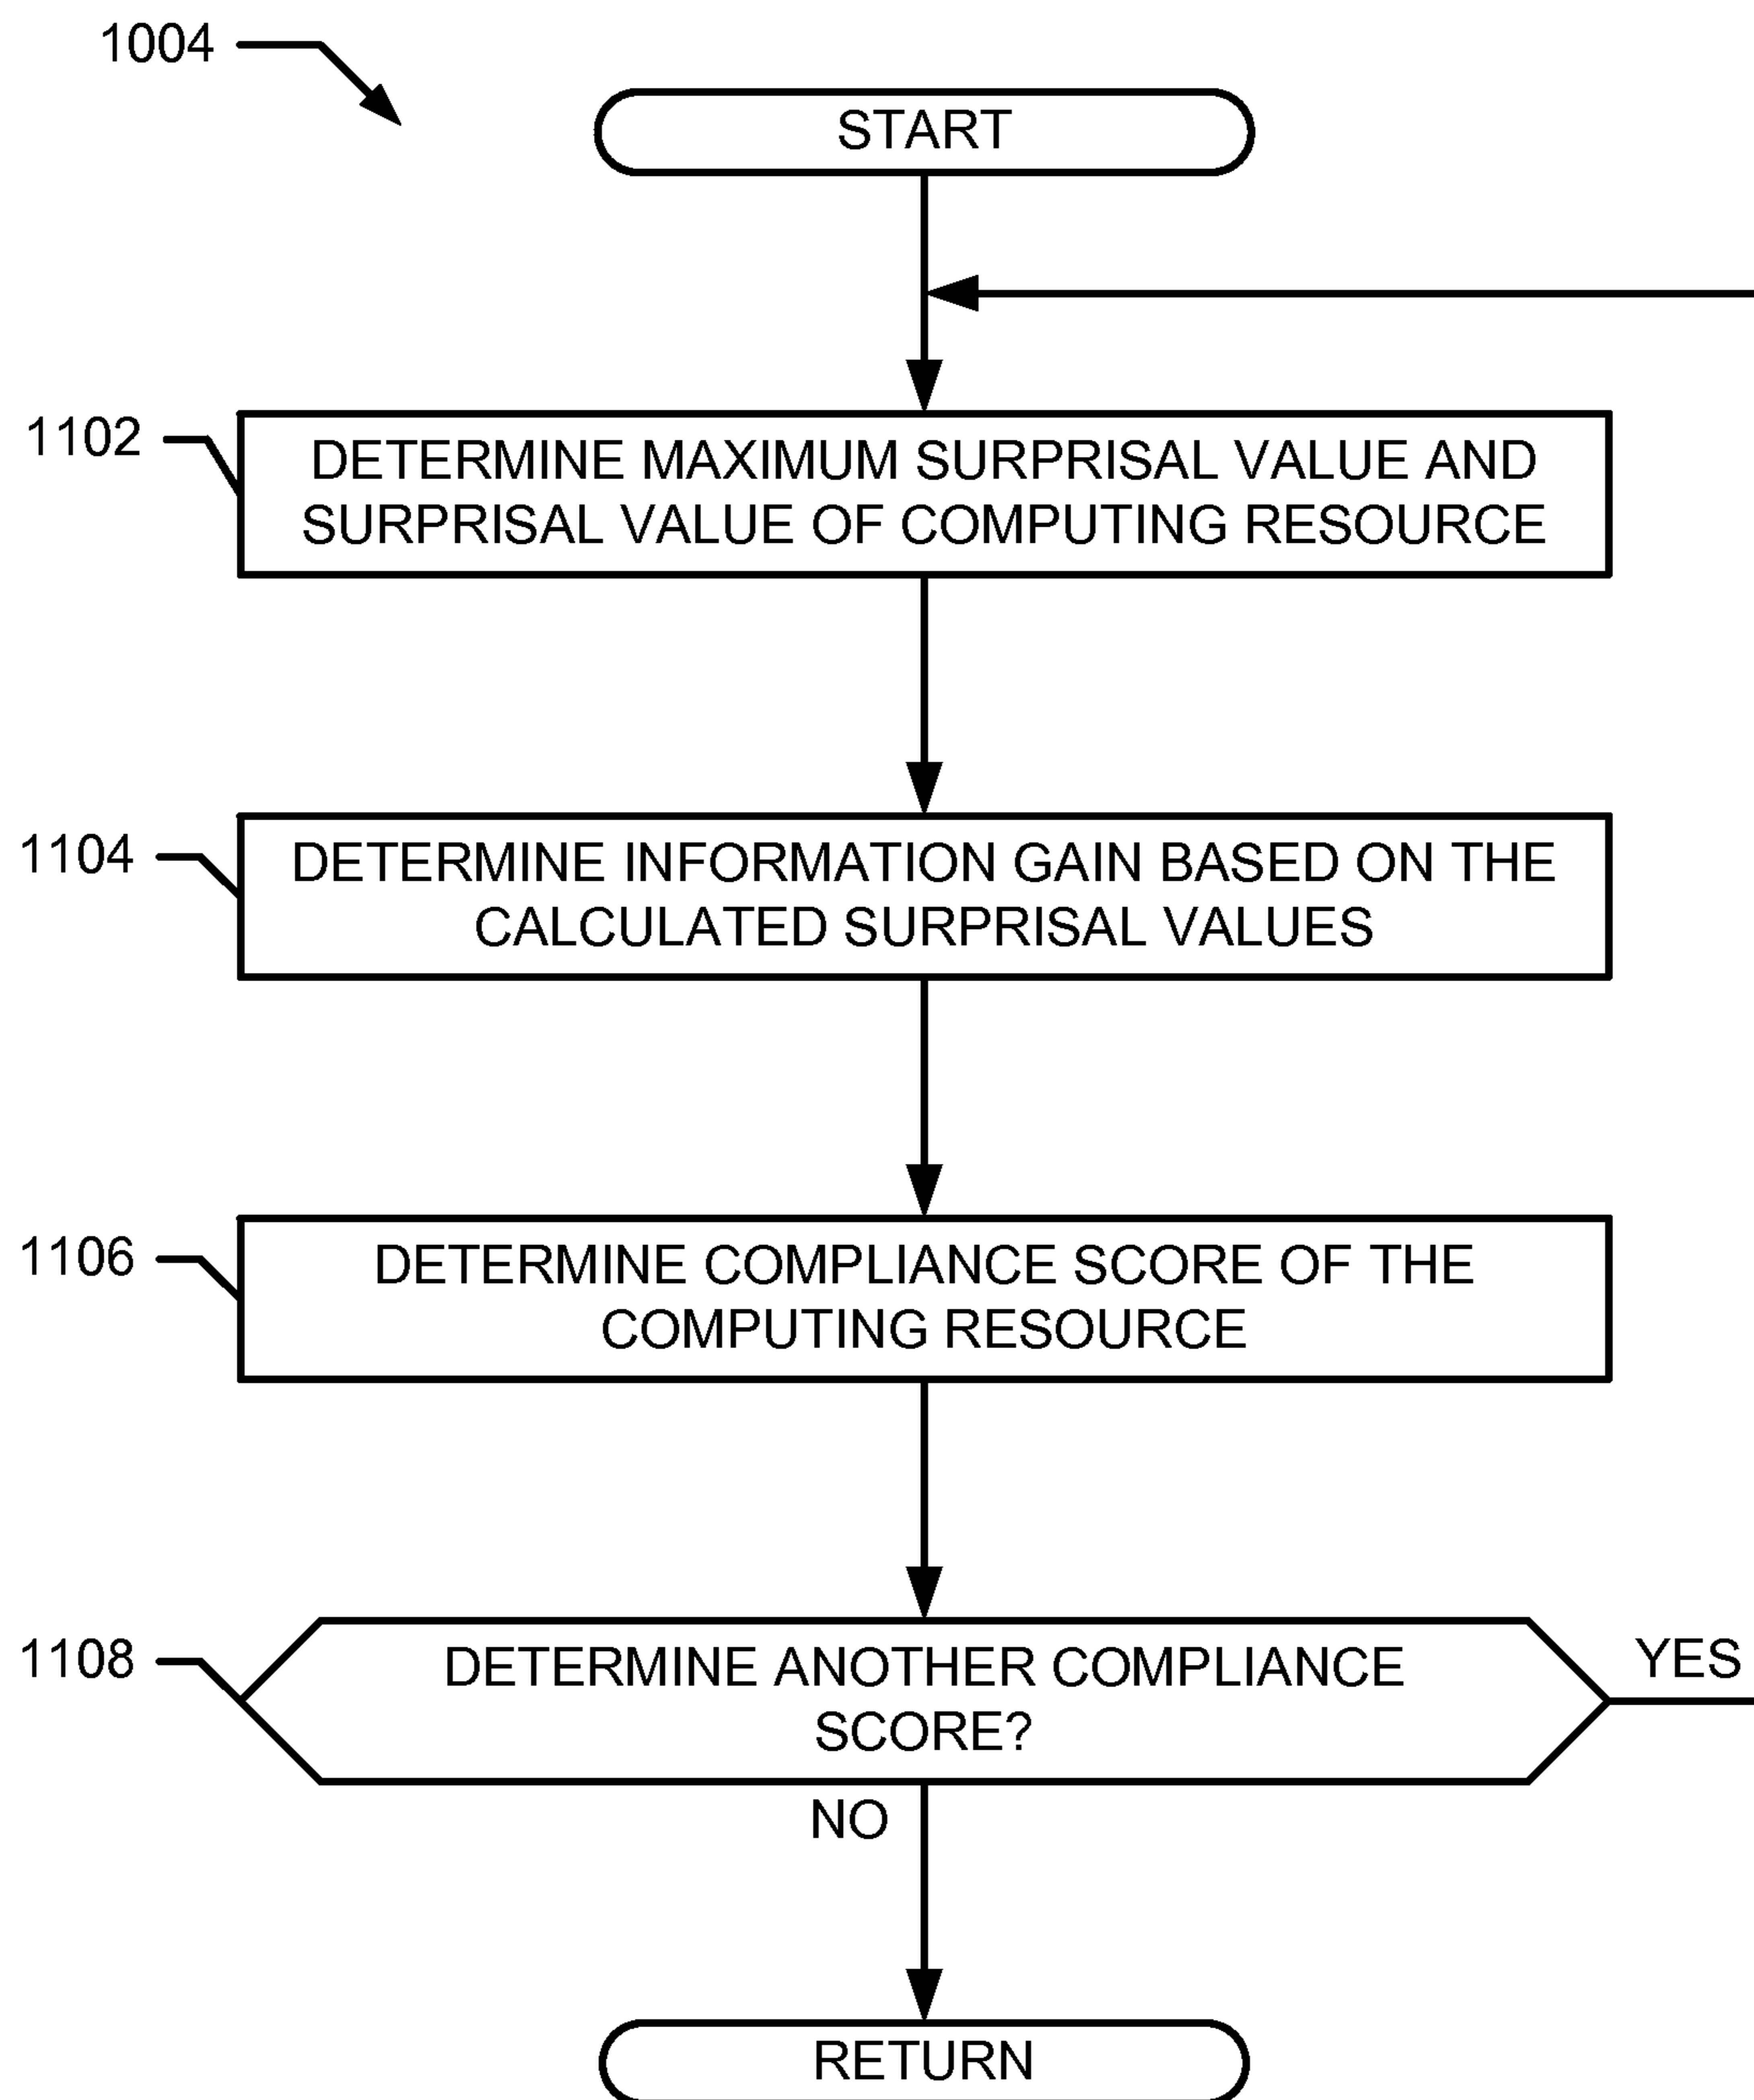 1004
START
1102
DETERMINE MAXIMUM SURPRISAL VALUE AND
SURPRISAL VALUE OF COMPUTING RESOURCE
1104
DETERMINE INFORMATION GAIN BASED ON THE
CALCULATED SURPRISAL VALUES
1106
DETERMINE COMPLIANCE SCORE OF THE
COMPUTING RESOURCE
1108
DETERMINE ANOTHER COMPLIANCE
SCORE?
YES
NO
RETURN